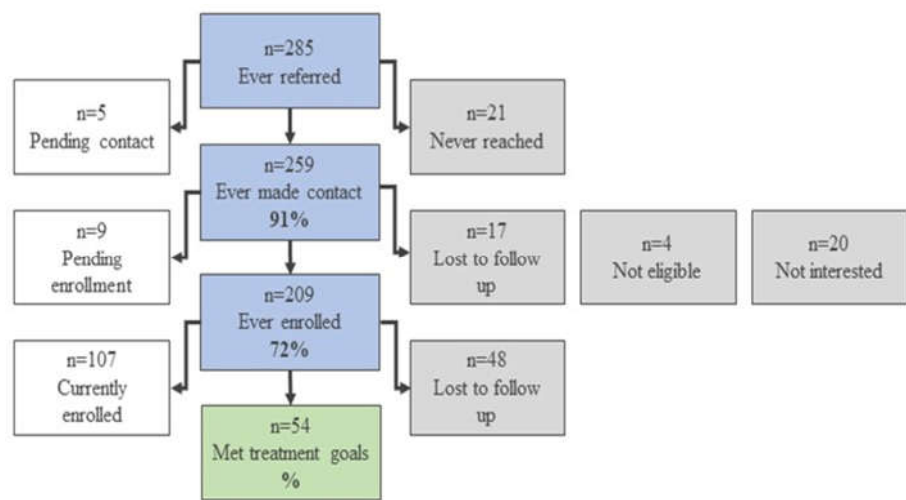 n=285
Ever referred
n=5
Pending contact
n=21
Never reached
n=259
Ever made contact
91%
n=9
Pending
enrollment
n=17
Lost to follow
up
n=4
Not eligible
n=20
Not interested
n=209
Ever enrolled
72%
n=107
Currently
enrolled
n=48
Lost to follow
up
n=54
Met treatment goals
%